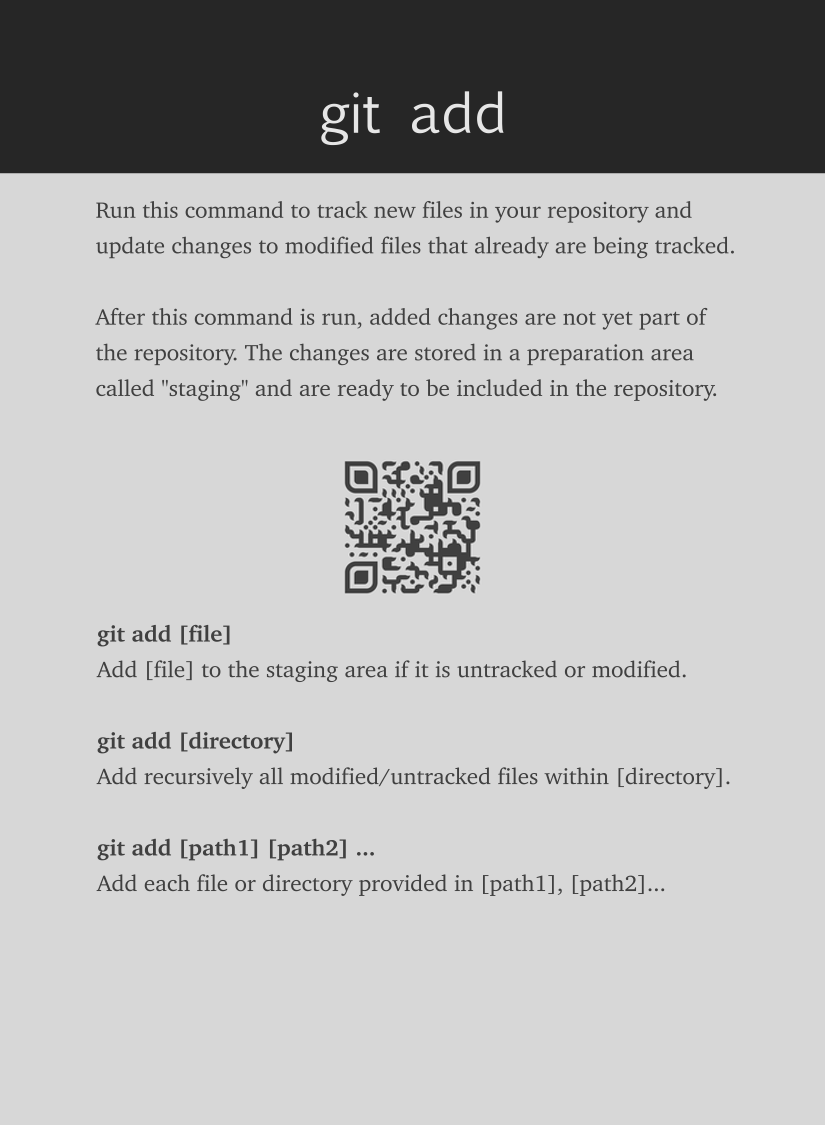 git add
Run this command to track new files in your repository and
update changes to modified files that already are being tracked.
After this command is run, added changes are not yet part of
the repository. The changes are stored in a preparation area
called "staging" and are ready to be included in the repository.
git add [file]
Add [file] to the staging area if it is untracked or modified.
git add [directory]
Add recursively all modified/untracked files within [directory].
git add [path1] [path2] ...
Add each file or directory provided in [path1], [path2]...